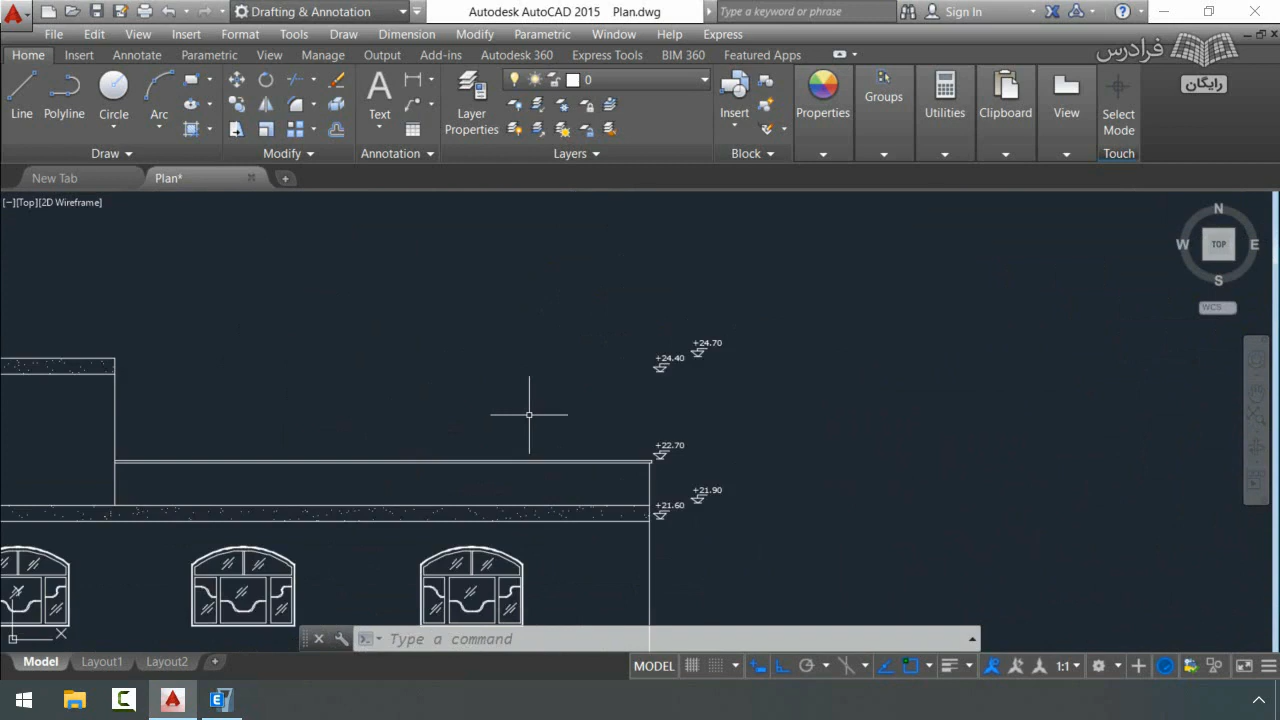 Drafting & Annotation
Autodesk AutoCAD 2015 Plan.dwg
Type a keyword or phrase
Sign In
File Edit View Insert Format Tools Draw Dimension Modify Parametric Window Help Express
Home Insert Annotate Parametric View Manage Output Add-ins Autodesk 360 Express Tools BIM 360 Featured Apps
فرادرس
رایگان
0
Line Polyline Circle Arc Text Layer Properties Insert Properties Groups Utilities Clipboard View Select Mode
Draw Modify Annotation Layers Block Touch
New Tab Plan*
[−][Top][2D Wireframe]
N
W TOP E
S
WCS
+24.70
+24.40
+22.70
+21.90
+21.60
X
Type a command
Model Layout1 Layout2
MODEL
1:1